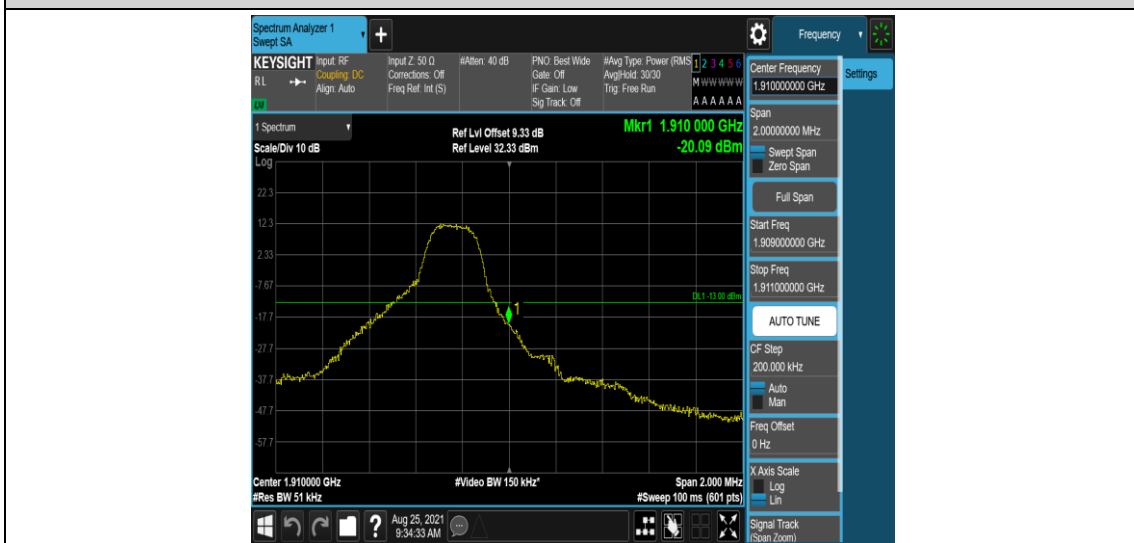 Spectrum Analyzer 1
Swept SA
Frequency
KEYSIGHT
RL
LXI
Input: RF
Coupling: DC
Align: Auto
Input Z: 50 Ω
Corrections: Off
Freq Ref: Int (S)
#Atten: 40 dB
PNO: Best Wide
Gate: Off
IF Gain: Low
Sig Track: Off
#Avg Type: Power (RMS
Avg|Hold: 30/30
Trig: Free Run
1 2 3 4 5 6
M W W W W W
A A A A A A
1 Spectrum
Scale/Div 10 dB
Ref Lvl Offset 9.33 dB
Ref Level 32.33 dBm
Mkr1 1.910 000 GHz
-20.09 dBm
Log
22.3
12.3
2.33
-7.67
-17.7
-27.7
-37.7
-47.7
-57.7
DL1 -13.00 dBm
1
Center 1.910000 GHz
#Res BW 51 kHz
#Video BW 150 kHz*
Span 2.000 MHz
#Sweep 100 ms (601 pts)
Aug 25, 2021
9:34:33 AM
Center Frequency
1.910000000 GHz
Settings
Span
2.00000000 MHz
Swept Span
Zero Span
Full Span
Start Freq
1.909000000 GHz
Stop Freq
1.911000000 GHz
AUTO TUNE
CF Step
200.000 kHz
Auto
Man
Freq Offset
0 Hz
X Axis Scale
Log
Lin
Signal Track
(Span Zoom)